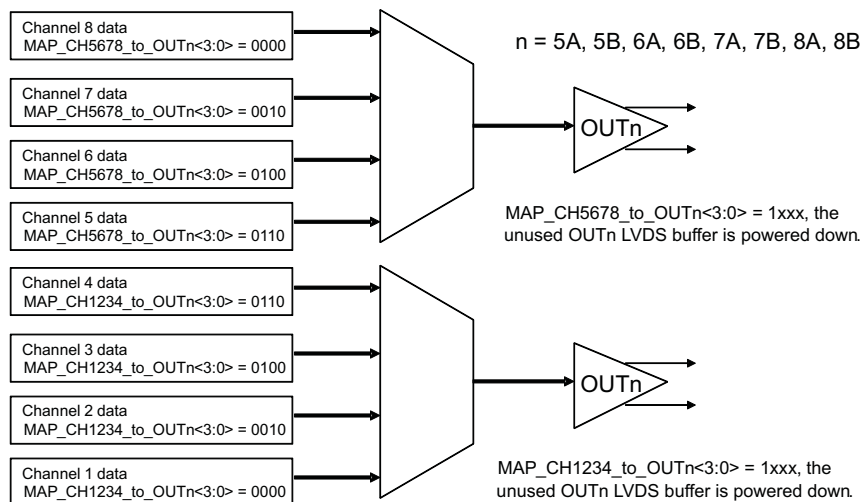 Channel 8 data
MAP_CH5678_to_OUTn<3:0> = 0000
n = 5A, 5B, 6A, 6B, 7A, 7B, 8A, 8B
Channel 7 data
MAP_CH5678_to_OUTn<3:0> = 0010
OUTn
Channel 6 data
MAP_CH5678_to_OUTn<3:0> = 0100
Channel 5 data
MAP_CH5678_to_OUTn<3:0> = 0110
MAP_CH5678_to_OUTn<3:0> = 1xxx, the
unused OUTn LVDS buffer is powered down.
Channel 4 data
MAP_CH1234_to_OUTn<3:0> = 0110
Channel 3 data
MAP_CH1234_to_OUTn<3:0> = 0100
OUTn
Channel 2 data
MAP_CH1234_to_OUTn<3:0> = 0010
Channel 1 data
MAP_CH1234_to_OUTn<3:0> = 0000
MAP_CH1234_to_OUTn<3:0> = 1xxx, the
unused OUTn LVDS buffer is powered down.